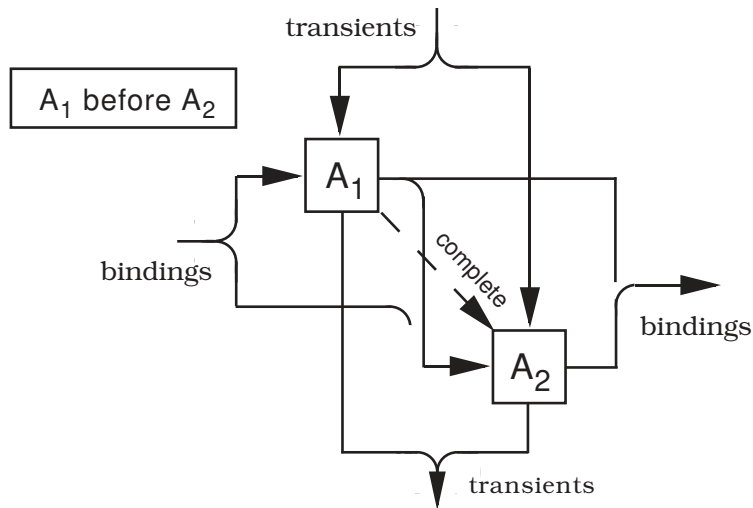 transients
A₁ before A₂
A₁
bindings
complete
bindings
A₂
transients